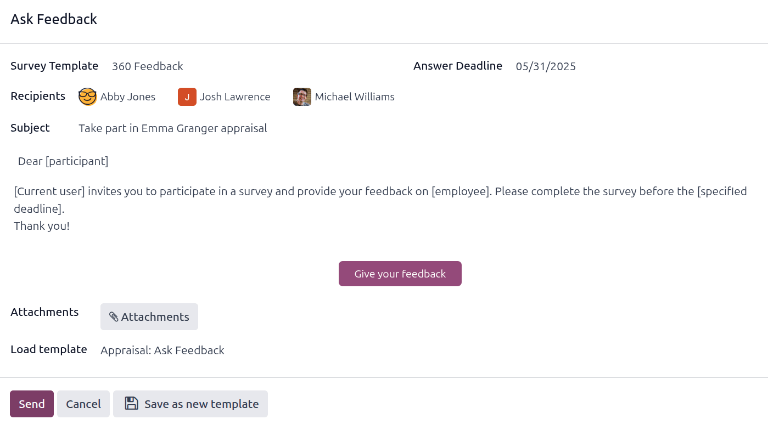 Ask Feedback
Survey Template 360 Feedback Answer Deadline 05/31/2025
Recipients Abby Jones J Josh Lawrence Michael Williams
Subject Take part in Emma Granger appraisal
Dear [participant]
[Current user] invites you to participate in a survey and provide your feedback on [employee]. Please complete the survey before the [specified
deadline].
Thank you!
Give your feedback
Attachments Attachments
Load template Appraisal: Ask Feedback
Send Cancel Save as new template